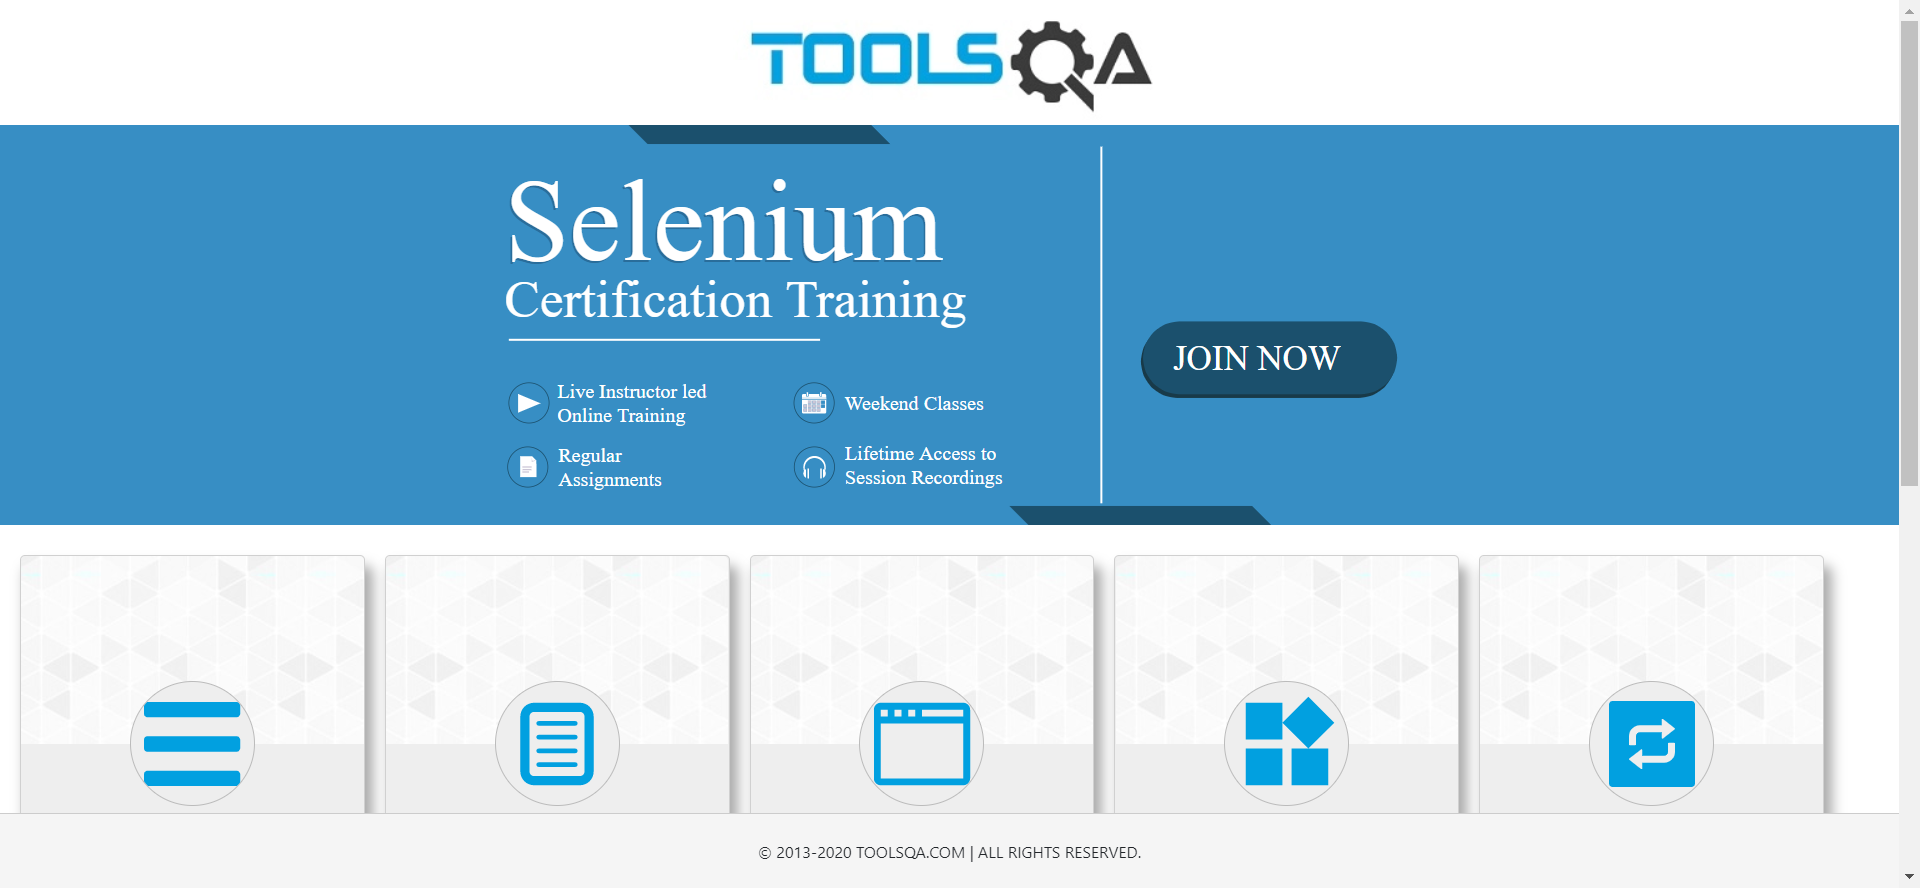 TOOLSQA
Selenium
Certification Training
JOIN NOW
Live Instructor led
Online Training
Weekend Classes
Regular
Assignments
Lifetime Access to
Session Recordings
© 2013-2020 TOOLSQA.COM | ALL RIGHTS RESERVED.